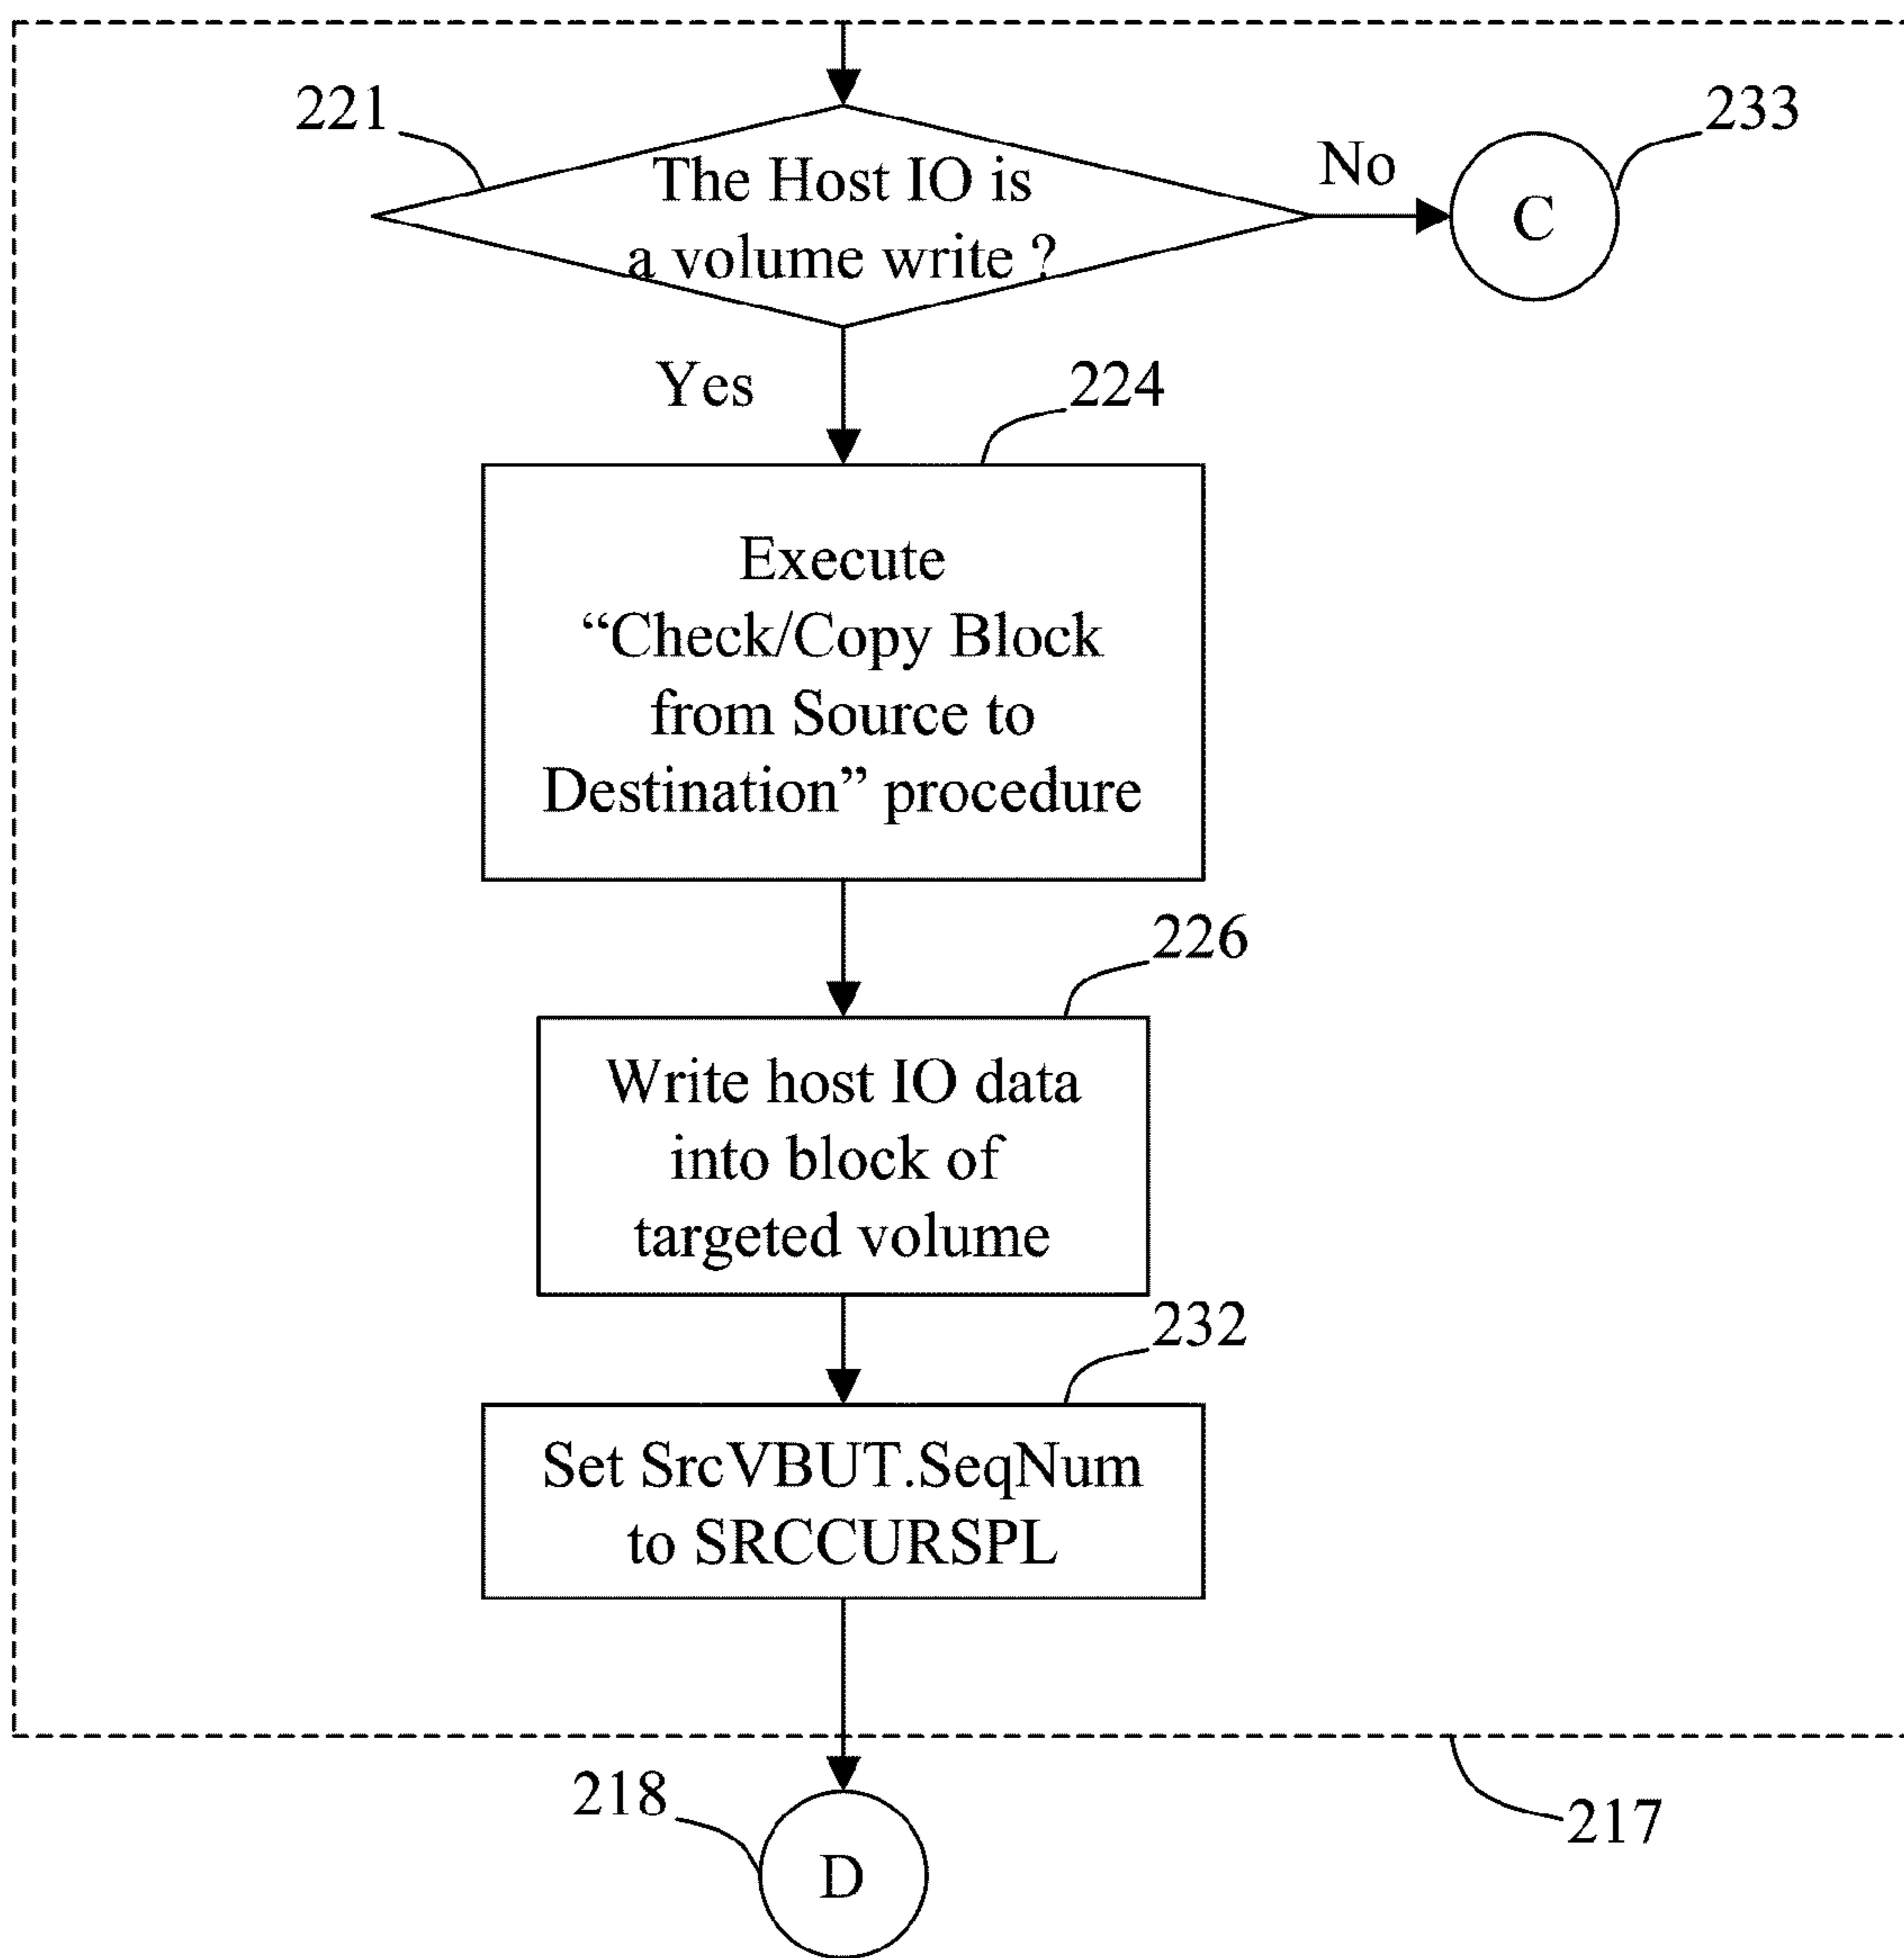 221
The Host IO is
a volume write ?
No
C
233
Yes
224
Execute
“Check/Copy Block
from Source to
Destination” procedure
226
Write host IO data
into block of
targeted volume
232
Set SrcVBUT.SeqNum
to SRCCURSPL
218
D
217